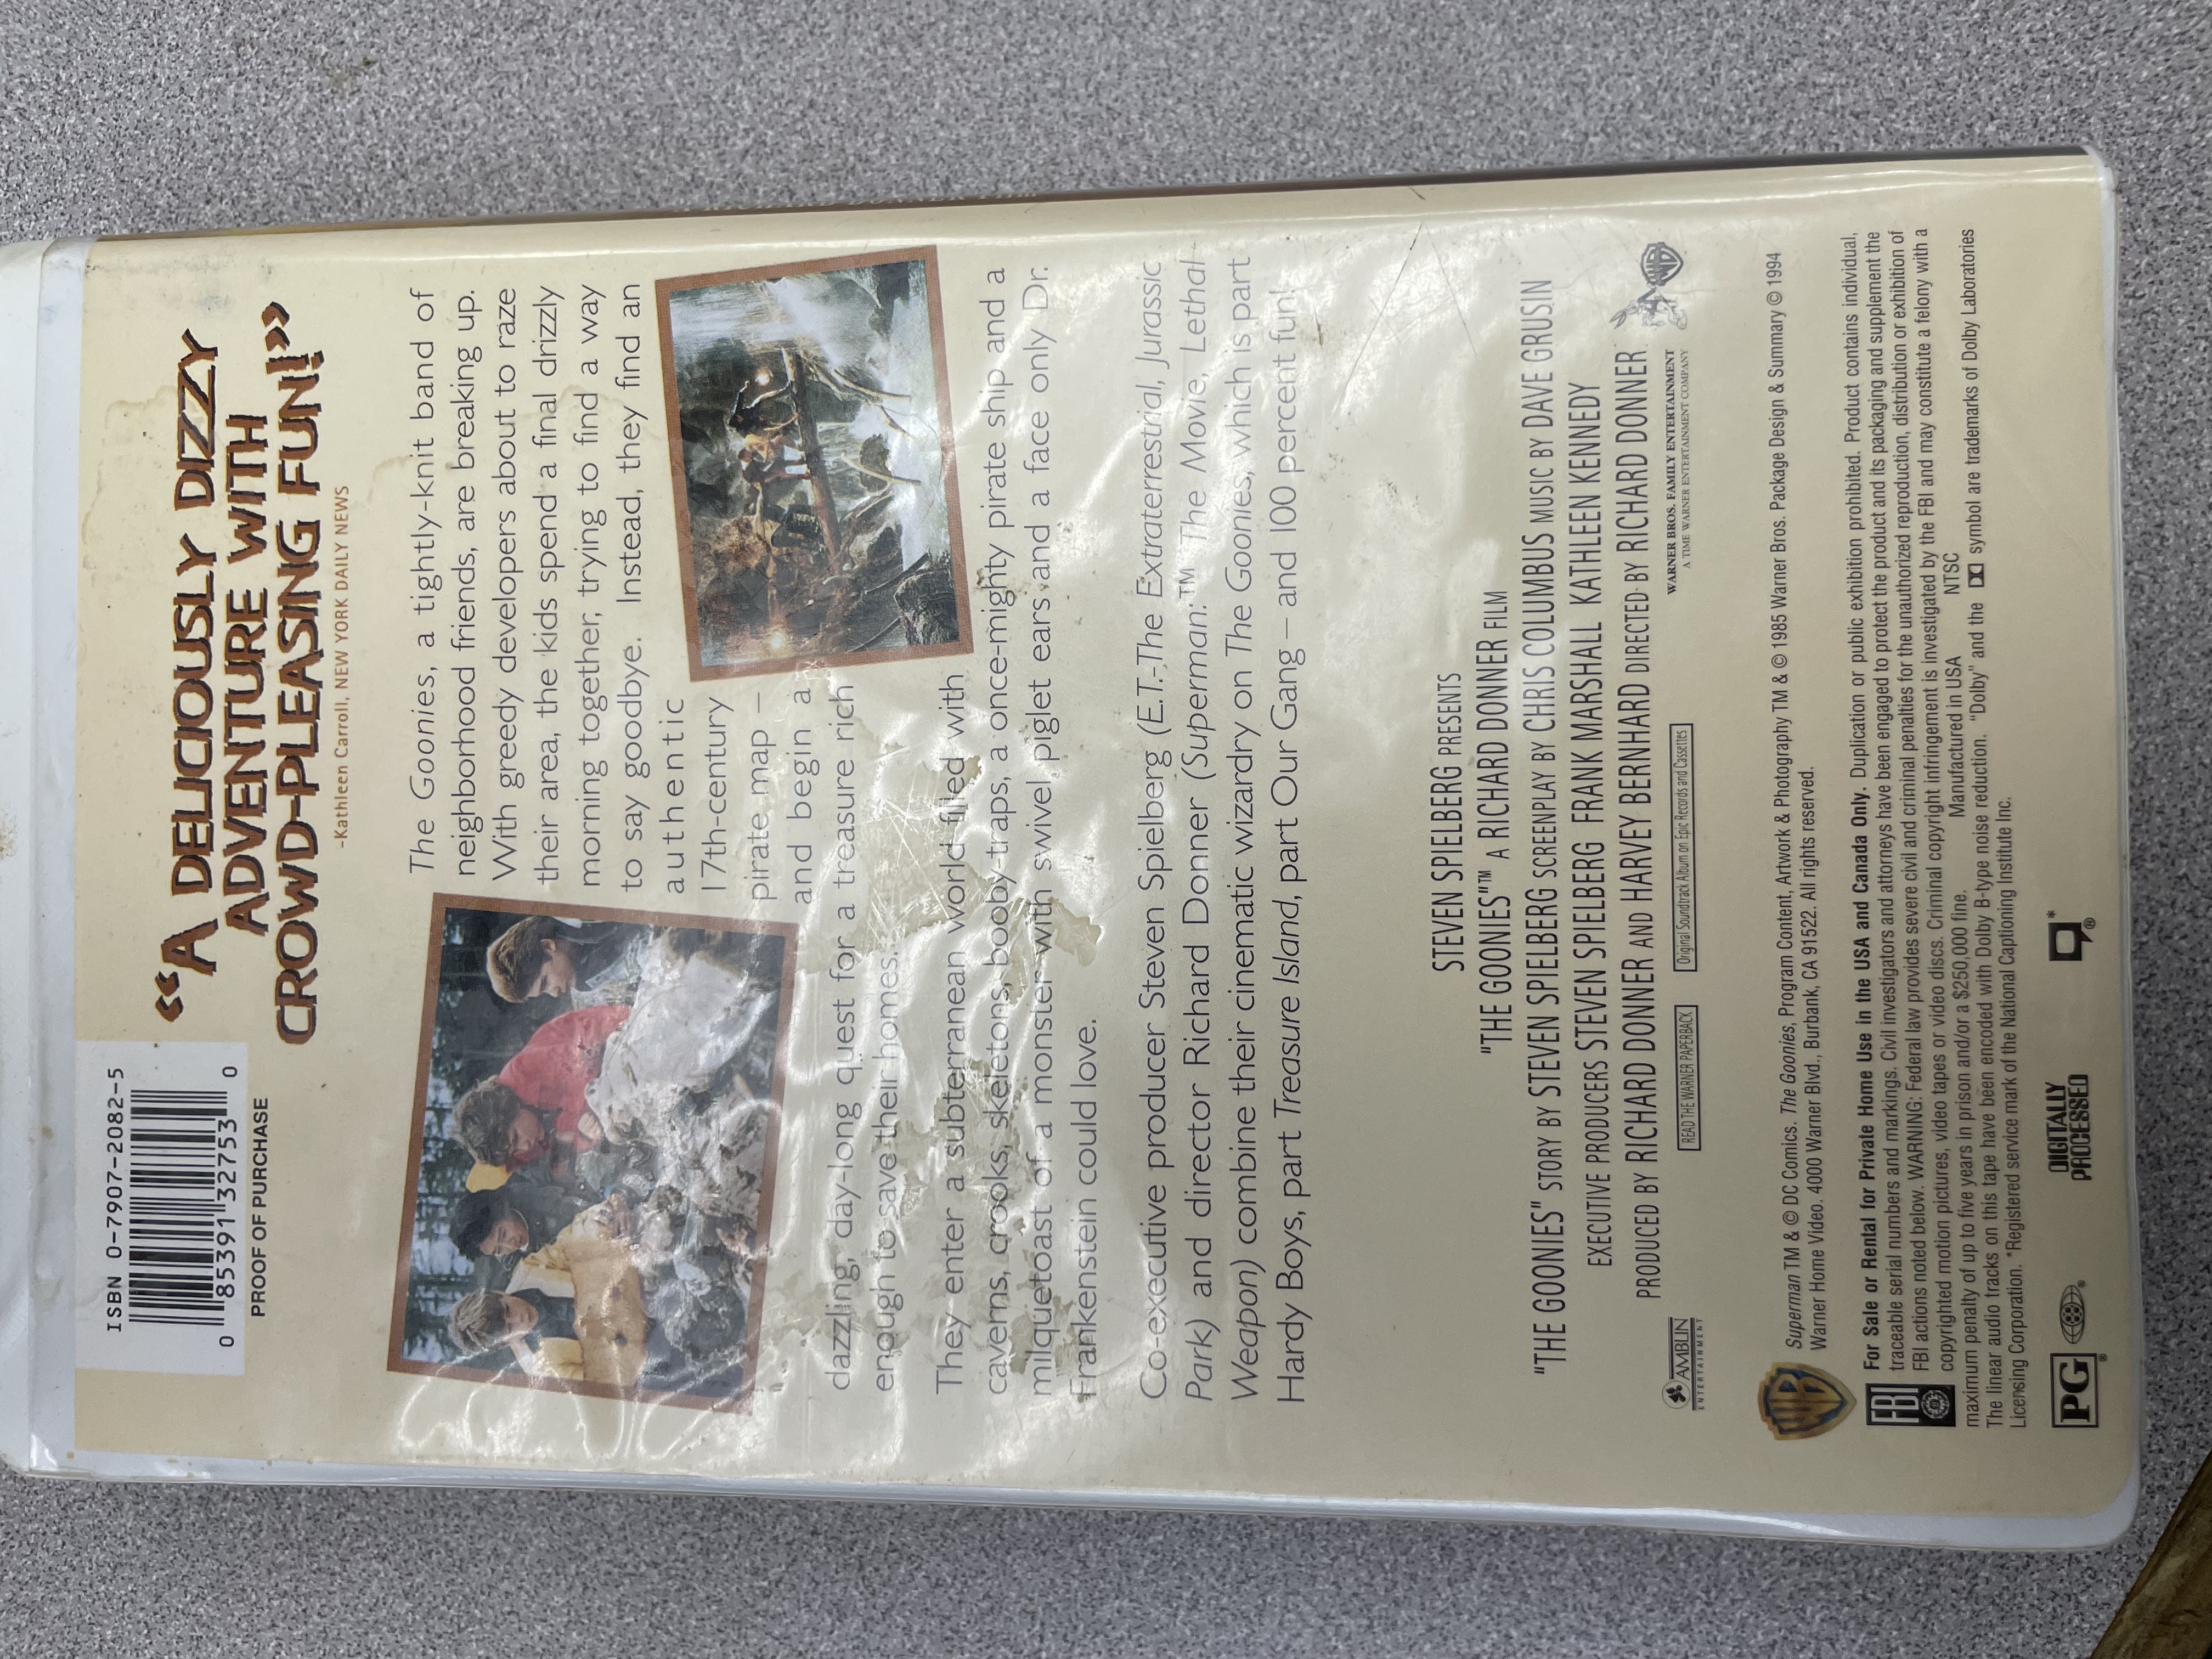 ISBN 0-7907-2082-5
0 85391 32753 0
PROOF OF PURCHASE
“A DELICIOUSLY DIZZY
ADVENTURE WITH
CROWD-PLEASING FUN!”
-Kathleen Carroll, NEW YORK DAILY NEWS
The Goonies, a tightly-knit band of
neighborhood friends, are breaking up.
With greedy developers about to raze
their area, the kids spend a final drizzly
morning together, trying to find a way
to say goodbye. Instead, they find an
authentic
17th-century
pirate map –
and begin a
dazzling, day-long quest for a treasure rich
enough to save their homes.
They enter a subterranean world filled with
caverns, crooks, skeletons, booby-traps, a once-mighty pirate ship and a
milquetoast of a monster with swivel piglet ears and a face only Dr.
Frankenstein could love.
Co-executive producer Steven Spielberg (E.T.-The Extraterrestrial, Jurassic
Park) and director Richard Donner (Superman:™ The Movie, Lethal
Weapon) combine their cinematic wizardry on The Goonies, which is part
Hardy Boys, part Treasure Island, part Our Gang – and 100 percent fun!
STEVEN SPIELBERG PRESENTS
"THE GOONIES"™ A RICHARD DONNER FILM
"THE GOONIES" STORY BY STEVEN SPIELBERG SCREENPLAY BY CHRIS COLUMBUS MUSIC BY DAVE GRUSIN
EXECUTIVE PRODUCERS STEVEN SPIELBERG FRANK MARSHALL KATHLEEN KENNEDY
PRODUCED BY RICHARD DONNER AND HARVEY BERNHARD DIRECTED BY RICHARD DONNER
AMBLIN
ENTERTAINMENT
READ THE WARNER PAPERBACK
Original Soundtrack Album on Epic Records and Cassettes
WARNER BROS. FAMILY ENTERTAINMENT
A TIME WARNER ENTERTAINMENT COMPANY
WB
WB
Superman TM & © DC Comics. The Goonies, Program Content, Artwork & Photography TM & © 1985 Warner Bros. Package Design & Summary © 1994
Warner Home Video. 4000 Warner Blvd., Burbank, CA 91522. All rights reserved.
FBI
For Sale or Rental for Private Home Use in the USA and Canada Only. Duplication or public exhibition prohibited. Product contains individual,
traceable serial numbers and markings. Civil investigators and attorneys have been engaged to protect the product and its packaging and supplement the
FBI actions noted below. WARNING: Federal law provides severe civil and criminal penalties for the unauthorized reproduction, distribution or exhibition of
copyrighted motion pictures, video tapes or video discs. Criminal copyright infringement is investigated by the FBI and may constitute a felony with a
maximum penalty of up to five years in prison and/or a $250,000 fine. Manufactured in USA NTSC
The linear audio tracks on this tape have been encoded with Dolby B-type noise reduction. "Dolby" and the symbol are trademarks of Dolby Laboratories
Licensing Corporation. *Registered service mark of the National Captioning Institute Inc.
PG ® ® DIGITALLY
PROCESSED ®*